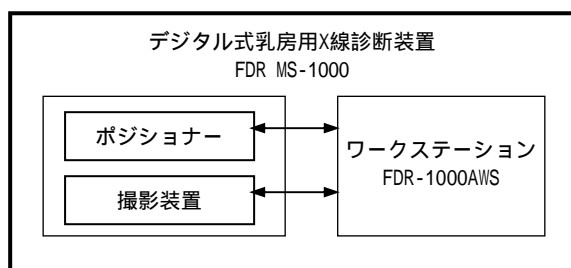 デジタル式乳房用X線診断装置
FDR MS-1000
ポジショナー
撮影装置
ワークステーション
FDR-1000AWS